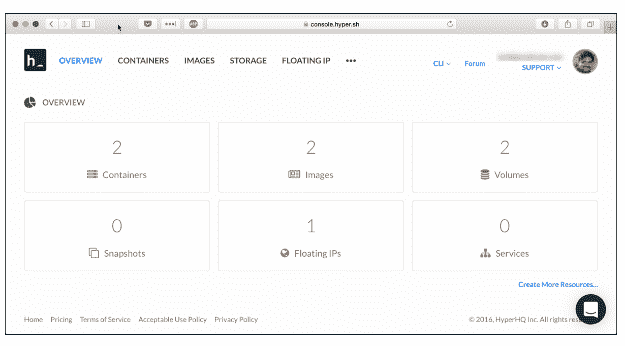 console.hyper.sh
h_ OVERVIEW CONTAINERS IMAGES STORAGE FLOATING IP ••• CLI Forum SUPPORT
OVERVIEW
2 2 2
Containers Images Volumes
0 1 0
Snapshots Floating IPs Services
Create More Resources...
Home Pricing Terms of Service Acceptable Use Policy Privacy Policy © 2016, HyperHQ Inc. All rights